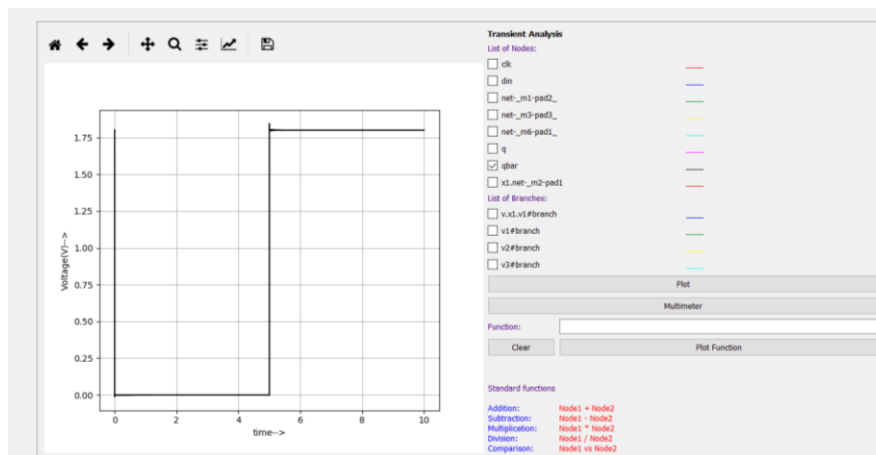 Transient Analysis
List of Nodes:
clk
din
net-_m1-pad2_
net-_m3-pad3_
net-_m6-pad1_
q
qbar
x1.net-_m2-pad1
List of Branches:
v.x1.v1#branch
v1#branch
v2#branch
v3#branch
Plot
Multimeter
Function:
Clear Plot Function
Standard functions
Addition: Node1 + Node2
Subtraction: Node1 - Node2
Multiplication: Node1 * Node2
Division: Node1 / Node2
Comparison: Node1 vs Node2
Voltage(V)-->
1.75
1.50
1.25
1.00
0.75
0.50
0.25
0.00
0 2 4 6 8 10
time-->